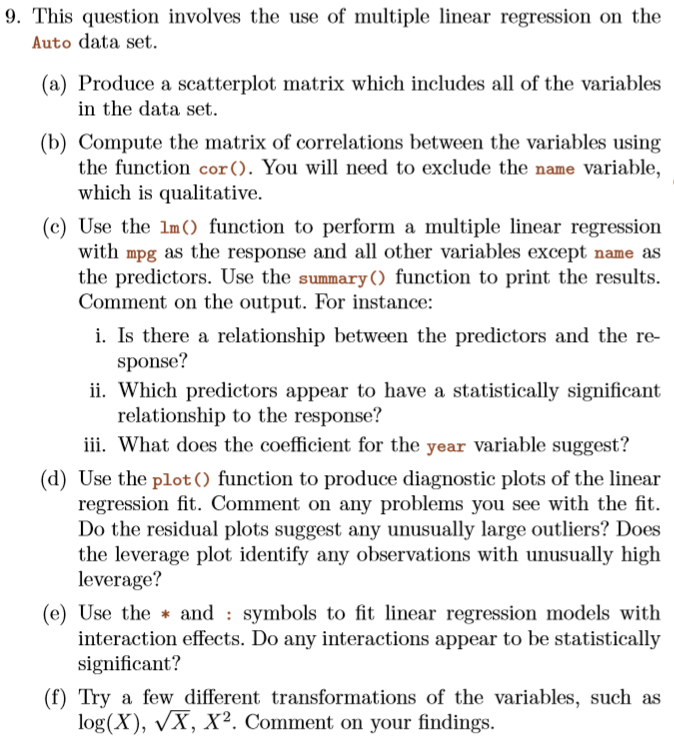 9. This question involves the use of multiple linear regression on the
Auto data set.
(a) Produce a scatterplot matrix which includes all of the variables
in the data set.
(b) Compute the matrix of correlations between the variables using
the function cor(). You will need to exclude the name variable,
which is qualitative.
(c) Use the lm() function to perform a multiple linear regression
with mpg as the response and all other variables except name as
the predictors. Use the summary() function to print the results.
Comment on the output. For instance:
i. Is there a relationship between the predictors and the re-
sponse?
ii. Which predictors appear to have a statistically significant
relationship to the response?
iii. What does the coefficient for the year variable suggest?
(d) Use the plot() function to produce diagnostic plots of the linear
regression fit. Comment on any problems you see with the fit.
Do the residual plots suggest any unusually large outliers? Does
the leverage plot identify any observations with unusually high
leverage?
(e) Use the * and : symbols to fit linear regression models with
interaction effects. Do any interactions appear to be statistically
significant?
(f) Try a few different transformations of the variables, such as
log(X), √X, X². Comment on your findings.